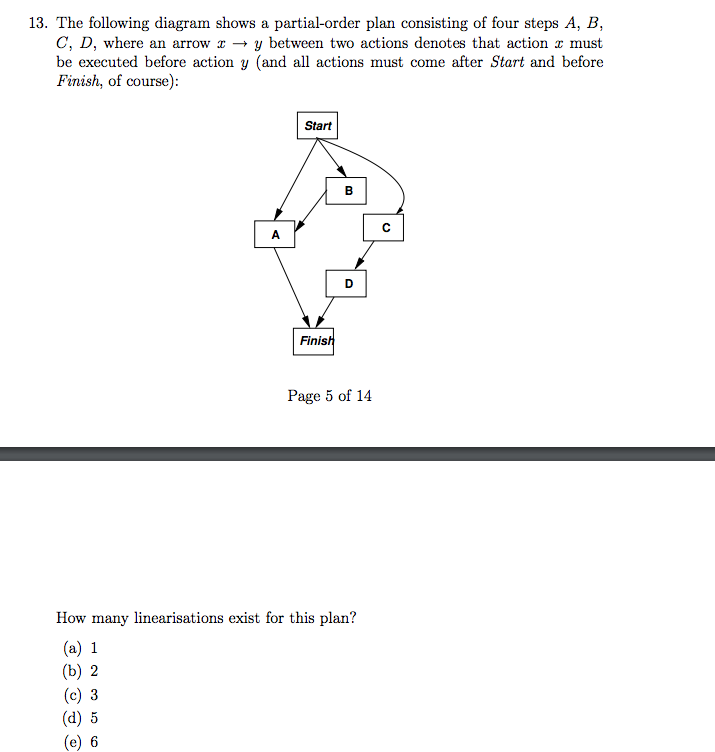 13. The following diagram shows a partial-order plan consisting of four steps A, B,
C, D, where an arrow x → y between two actions denotes that action x must
be executed before action y (and all actions must come after Start and before
Finish, of course):
Start
B
C
A
D
Finish
Page 5 of 14
How many linearisations exist for this plan?
(a) 1
(b) 2
(c) 3
(d) 5
(e) 6